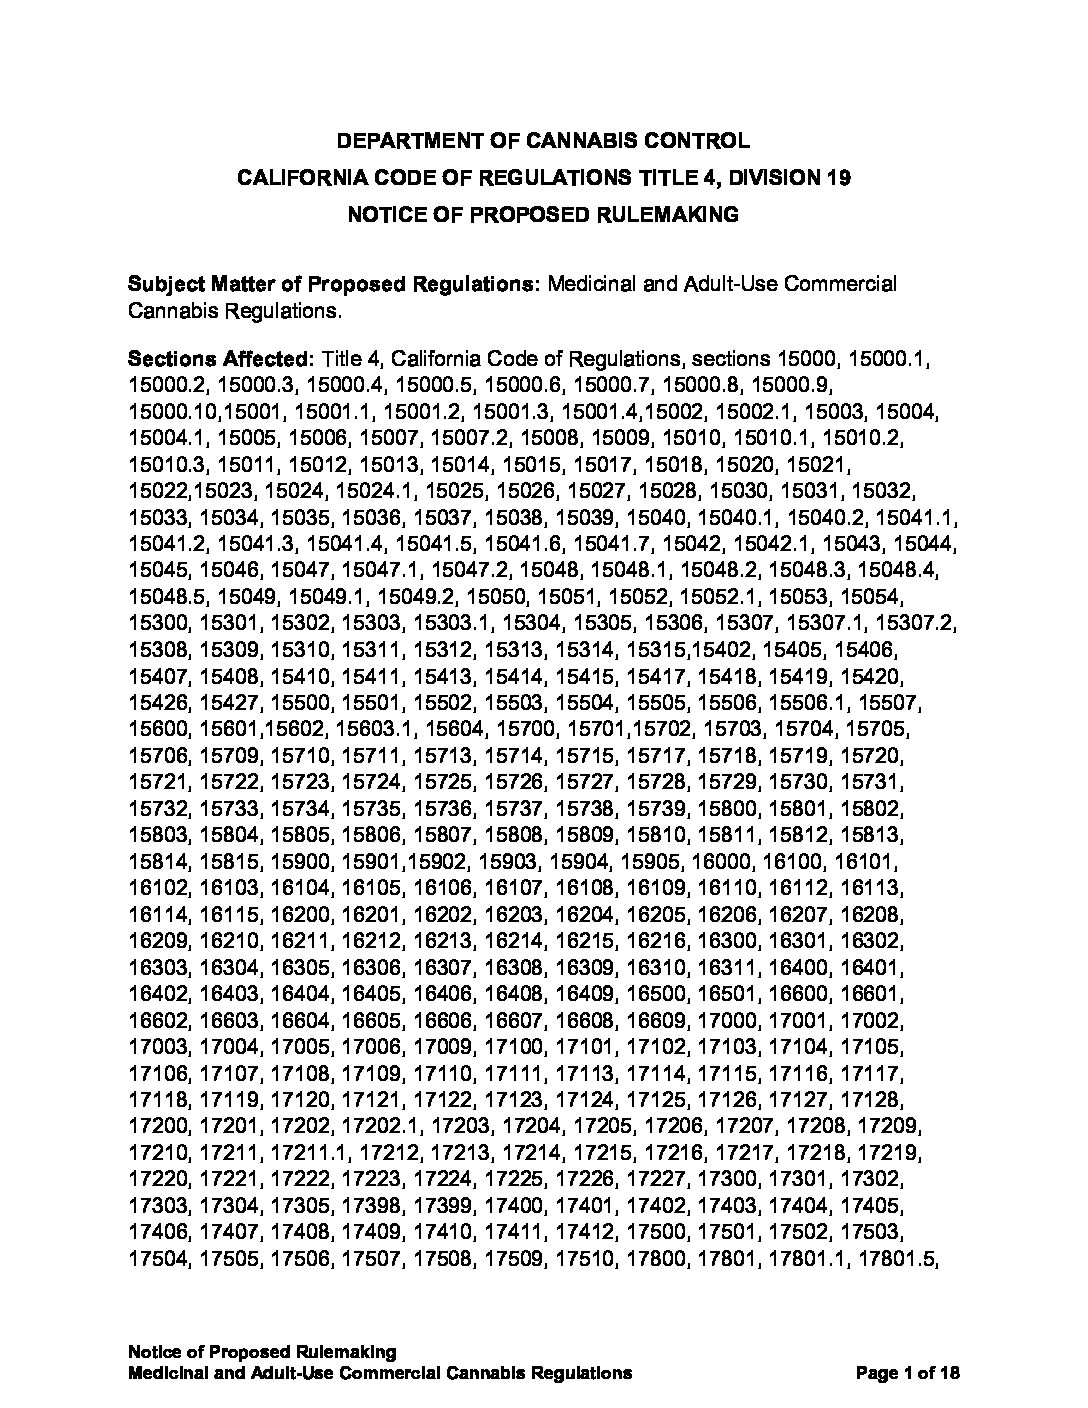 DEPARTMENT OF CANNABIS CONTROL
CALIFORNIA CODE OF REGULATIONS TITLE 4, DIVISION 19
NOTICE OF PROPOSED RULEMAKING
Subject Matter of Proposed Regulations: Medicinal and Adult-Use Commercial
Cannabis Regulations.
Sections Affected: Title 4, California Code of Regulations, sections 15000, 15000.1,
15000.2, 15000.3, 15000.4, 15000.5, 15000.6, 15000.7, 15000.8, 15000.9,
15000.10,15001, 15001.1, 15001.2, 15001.3, 15001.4,15002, 15002.1, 15003, 15004,
15004.1, 15005, 15006, 15007, 15007.2, 15008, 15009, 15010, 15010.1, 15010.2,
15010.3, 15011, 15012, 15013, 15014, 15015, 15017, 15018, 15020, 15021,
15022,15023, 15024, 15024.1, 15025, 15026, 15027, 15028, 15030, 15031, 15032,
15033, 15034, 15035, 15036, 15037, 15038, 15039, 15040, 15040.1, 15040.2, 15041.1,
15041.2, 15041.3, 15041.4, 15041.5, 15041.6, 15041.7, 15042, 15042.1, 15043, 15044,
15045, 15046, 15047, 15047.1, 15047.2, 15048, 15048.1, 15048.2, 15048.3, 15048.4,
15048.5, 15049, 15049.1, 15049.2, 15050, 15051, 15052, 15052.1, 15053, 15054,
15300, 15301, 15302, 15303, 15303.1, 15304, 15305, 15306, 15307, 15307.1, 15307.2,
15308, 15309, 15310, 15311, 15312, 15313, 15314, 15315,15402, 15405, 15406,
15407, 15408, 15410, 15411, 15413, 15414, 15415, 15417, 15418, 15419, 15420,
15426, 15427, 15500, 15501, 15502, 15503, 15504, 15505, 15506, 15506.1, 15507,
15600, 15601,15602, 15603.1, 15604, 15700, 15701,15702, 15703, 15704, 15705,
15706, 15709, 15710, 15711, 15713, 15714, 15715, 15717, 15718, 15719, 15720,
15721, 15722, 15723, 15724, 15725, 15726, 15727, 15728, 15729, 15730, 15731,
15732, 15733, 15734, 15735, 15736, 15737, 15738, 15739, 15800, 15801, 15802,
15803, 15804, 15805, 15806, 15807, 15808, 15809, 15810, 15811, 15812, 15813,
15814, 15815, 15900, 15901,15902, 15903, 15904, 15905, 16000, 16100, 16101,
16102, 16103, 16104, 16105, 16106, 16107, 16108, 16109, 16110, 16112, 16113,
16114, 16115, 16200, 16201, 16202, 16203, 16204, 16205, 16206, 16207, 16208,
16209, 16210, 16211, 16212, 16213, 16214, 16215, 16216, 16300, 16301, 16302,
16303, 16304, 16305, 16306, 16307, 16308, 16309, 16310, 16311, 16400, 16401,
16402, 16403, 16404, 16405, 16406, 16408, 16409, 16500, 16501, 16600, 16601,
16602, 16603, 16604, 16605, 16606, 16607, 16608, 16609, 17000, 17001, 17002,
17003, 17004, 17005, 17006, 17009, 17100, 17101, 17102, 17103, 17104, 17105,
17106, 17107, 17108, 17109, 17110, 17111, 17113, 17114, 17115, 17116, 17117,
17118, 17119, 17120, 17121, 17122, 17123, 17124, 17125, 17126, 17127, 17128,
17200, 17201, 17202, 17202.1, 17203, 17204, 17205, 17206, 17207, 17208, 17209,
17210, 17211, 17211.1, 17212, 17213, 17214, 17215, 17216, 17217, 17218, 17219,
17220, 17221, 17222, 17223, 17224, 17225, 17226, 17227, 17300, 17301, 17302,
17303, 17304, 17305, 17398, 17399, 17400, 17401, 17402, 17403, 17404, 17405,
17406, 17407, 17408, 17409, 17410, 17411, 17412, 17500, 17501, 17502, 17503,
17504, 17505, 17506, 17507, 17508, 17509, 17510, 17800, 17801, 17801.1, 17801.5,
Notice of Proposed Rulemaking
Medicinal and Adult-Use Commercial Cannabis Regulations Page 1 of 18